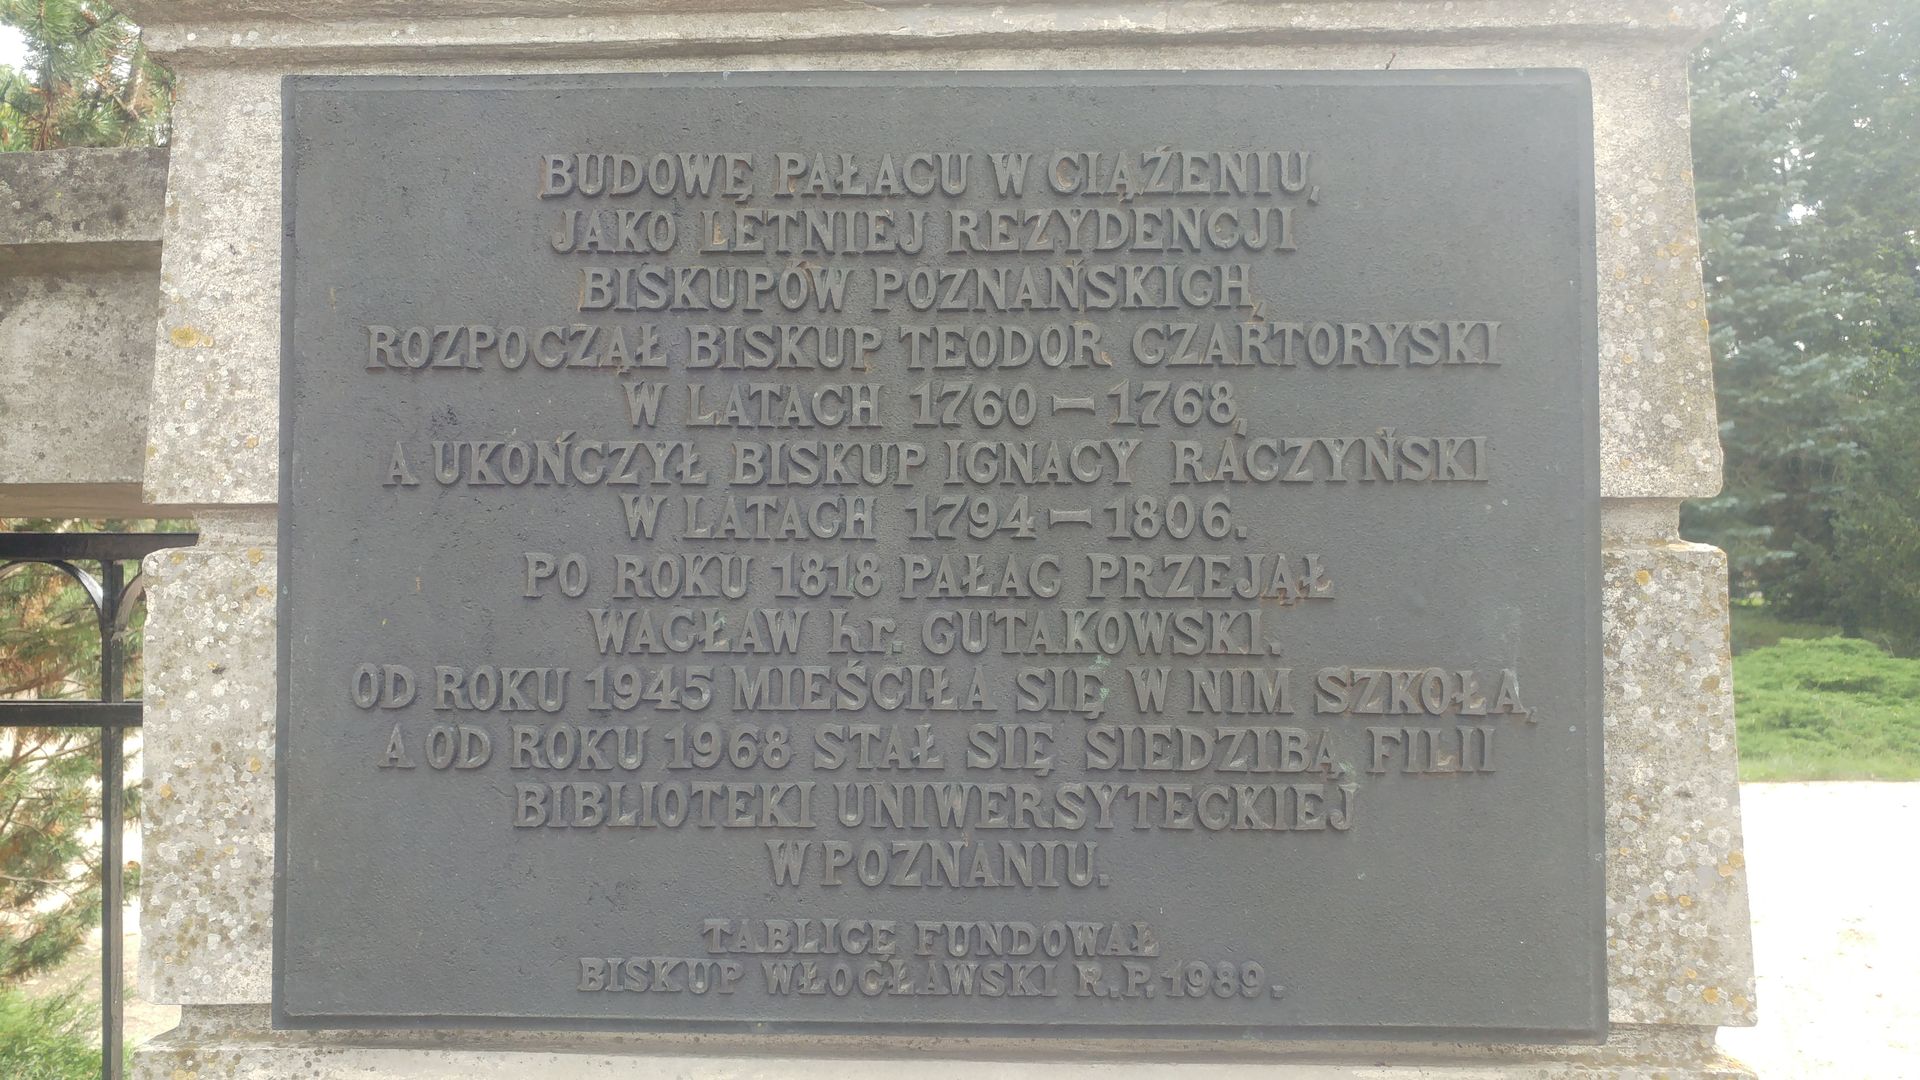 BUDOWĘ PAŁACU W CIĄŻENIU,
JAKO LETNIEJ REZYDENCJI
BISKUPÓW POZNAŃSKICH,
ROZPOCZĄŁ BISKUP TEODOR CZARTORYSKI
W LATACH 1760 – 1768,
A UKOŃCZYŁ BISKUP IGNACY RACZYŃSKI
W LATACH 1794 – 1806.
PO ROKU 1818 PAŁAC PRZEJĄŁ
WACŁAW hr. GUTAKOWSKI.
OD ROKU 1945 MIEŚCIŁA SIĘ W NIM SZKOŁA,
A OD ROKU 1968 STAŁ SIĘ SIEDZIBĄ FILII
BIBLIOTEKI UNIWERSYTECKIEJ
W POZNANIU.
TABLICĘ FUNDOWAŁ
BISKUP WŁOCŁAWSKI R.P. 1989.